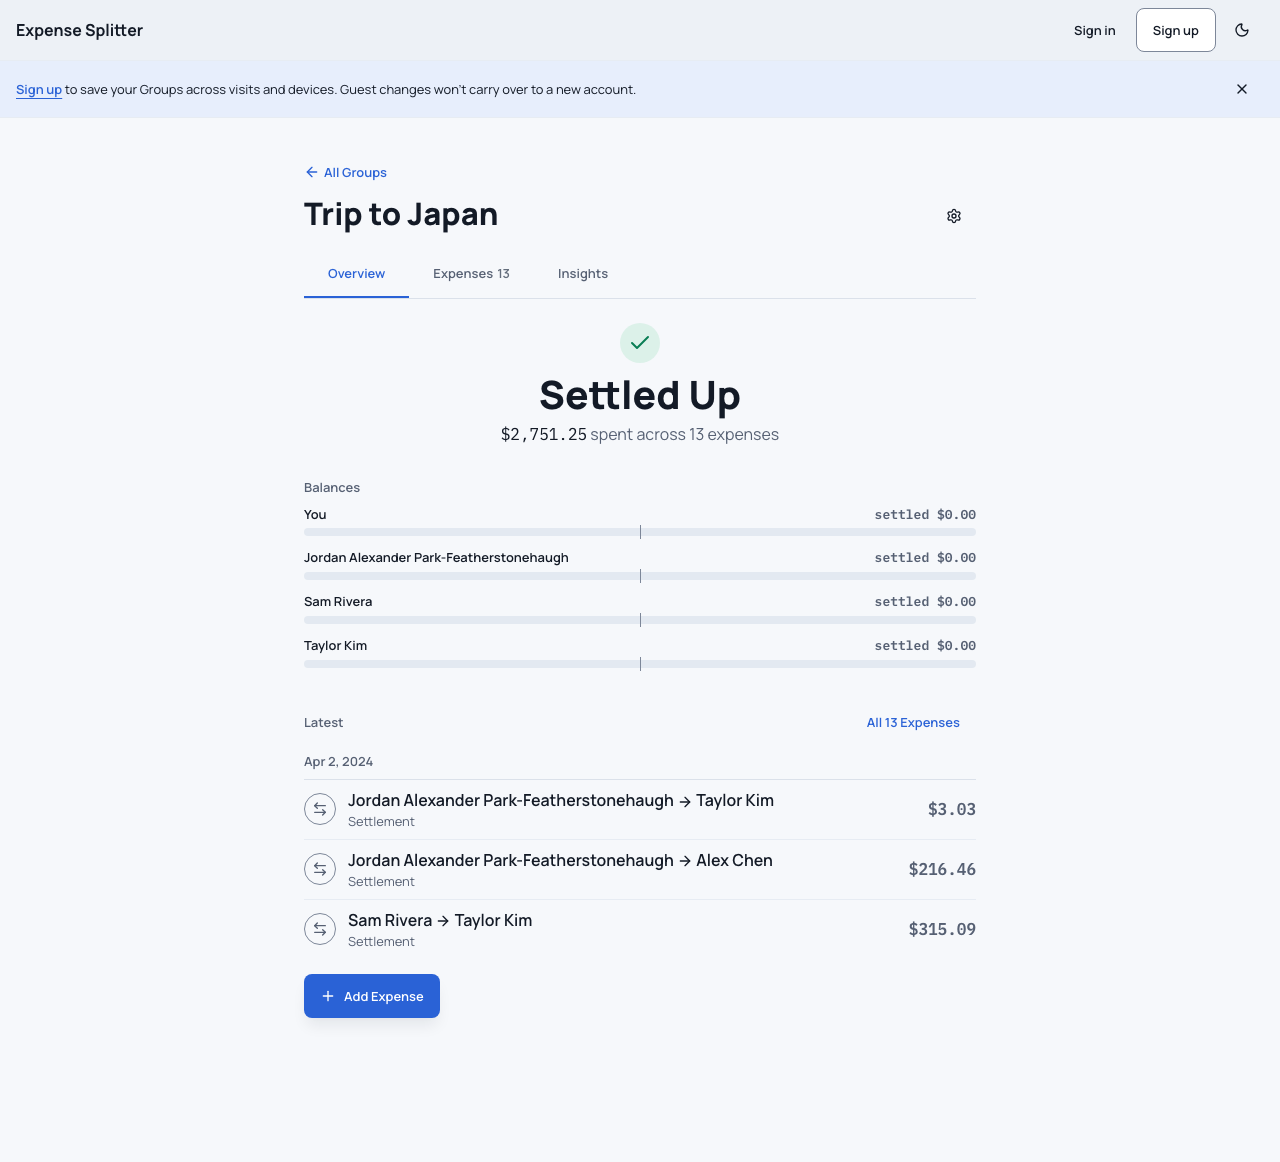 Expense Splitter
Sign in
Sign up
Sign up to save your Groups across visits and devices. Guest changes won't carry over to a new account.
All Groups
Trip to Japan
Overview
Expenses 13
Insights
Settled Up
$2,751.25 spent across 13 expenses
Balances
You
settled $0.00
Jordan Alexander Park-Featherstonehaugh
settled $0.00
Sam Rivera
settled $0.00
Taylor Kim
settled $0.00
Latest
All 13 Expenses
Apr 2, 2024
Jordan Alexander Park-Featherstonehaugh → Taylor Kim
Settlement
$3.03
Jordan Alexander Park-Featherstonehaugh → Alex Chen
Settlement
$216.46
Sam Rivera → Taylor Kim
Settlement
$315.09
Add Expense